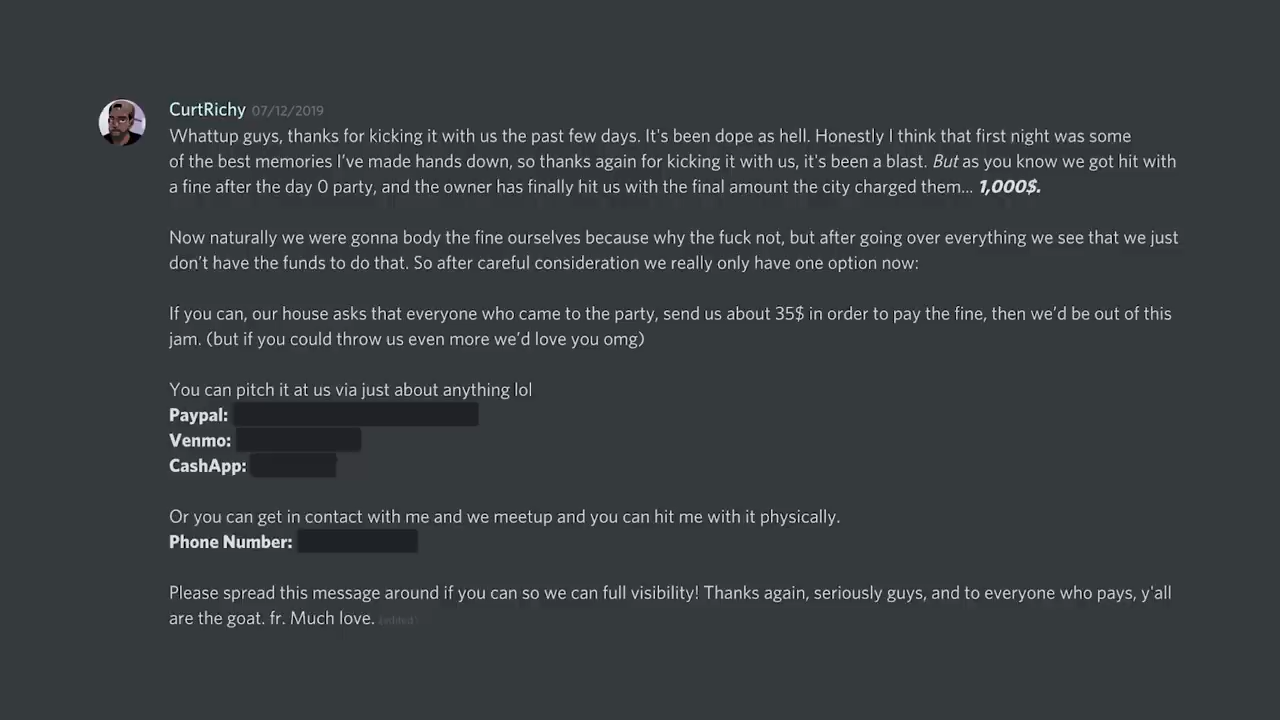 CurtRichy 07/12/2019
Whattup guys, thanks for kicking it with us the past few days. It's been dope as hell. Honestly I think that first night was some
of the best memories I've made hands down, so thanks again for kicking it with us, it's been a blast. But as you know we got hit with
a fine after the day 0 party, and the owner has finally hit us with the final amount the city charged them... 1,000$.
Now naturally we were gonna body the fine ourselves because why the fuck not, but after going over everything we see that we just
don't have the funds to do that. So after careful consideration we really only have one option now:
If you can, our house asks that everyone who came to the party, send us about 35$ in order to pay the fine, then we'd be out of this
jam. (but if you could throw us even more we'd love you omg)
You can pitch it at us via just about anything lol
Paypal:
Venmo:
CashApp:
Or you can get in contact with me and we meetup and you can hit me with it physically.
Phone Number:
Please spread this message around if you can so we can full visibility! Thanks again, seriously guys, and to everyone who pays, y'all
are the goat. fr. Much love. (edited)